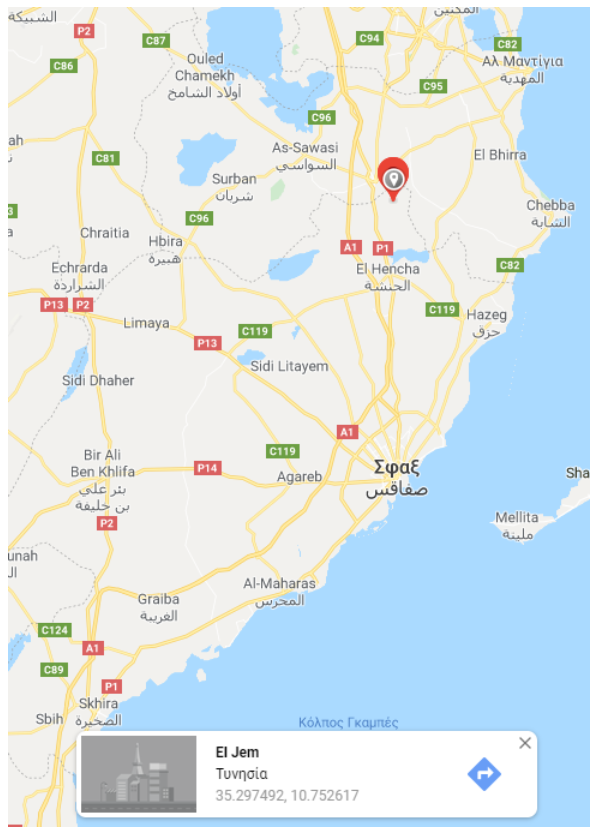 الشبيكة
المكنين
P2
C87
C94
C82
C86
Ouled
Chamekh
أولاد الشامخ
Αλ Μαντίγια
المهدية
C95
C96
As-Sawasi
السواسي
C81
El Bhirra
Surban
شربان
Chebba
الشابة
C96
Chraitia
Hbira
هبيرة
A1
P1
Echrarda
الشراردة
El Hencha
الحنشة
C82
P13
P2
C119
Hazeg
حزق
Limaya
C119
P13
Sidi Litayem
Sidi Dhaher
A1
C119
Bir Ali
Ben Khlifa
بئر علي
بن خليفة
P14
Agareb
Σφαξ
صفاقس
Sha
P2
Mellita
مليتة
unah
Al-Maharas
المحرس
Graiba
الغريبة
C124
A1
C89
P1
Skhira
الصخيرة
Sbih
Κόλπος Γκαμπές
El Jem
Τυνησία
35.297492, 10.752617